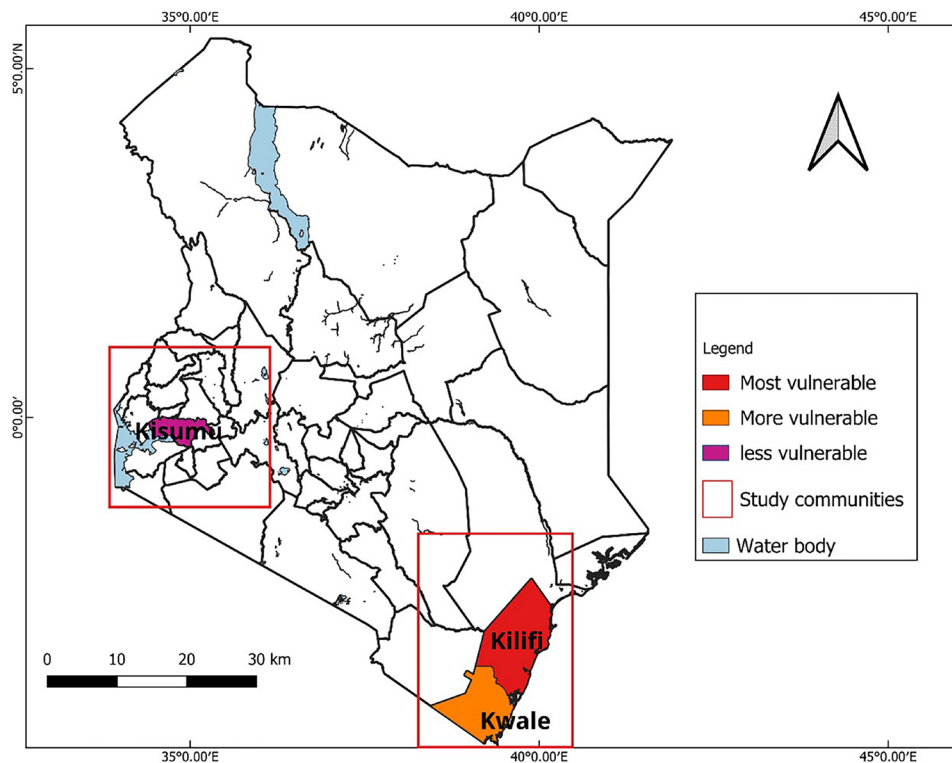 35°0.00′E 40°0.00′E 45°0.00′E
5°0.00′N
0°0.00′
Legend
Most vulnerable
More vulnerable
less vulnerable
Study communities
Water body
Kisumu
Kilifi
Kwale
0 10 20 30 km
35°0.00′E 40°0.00′E 45°0.00′E